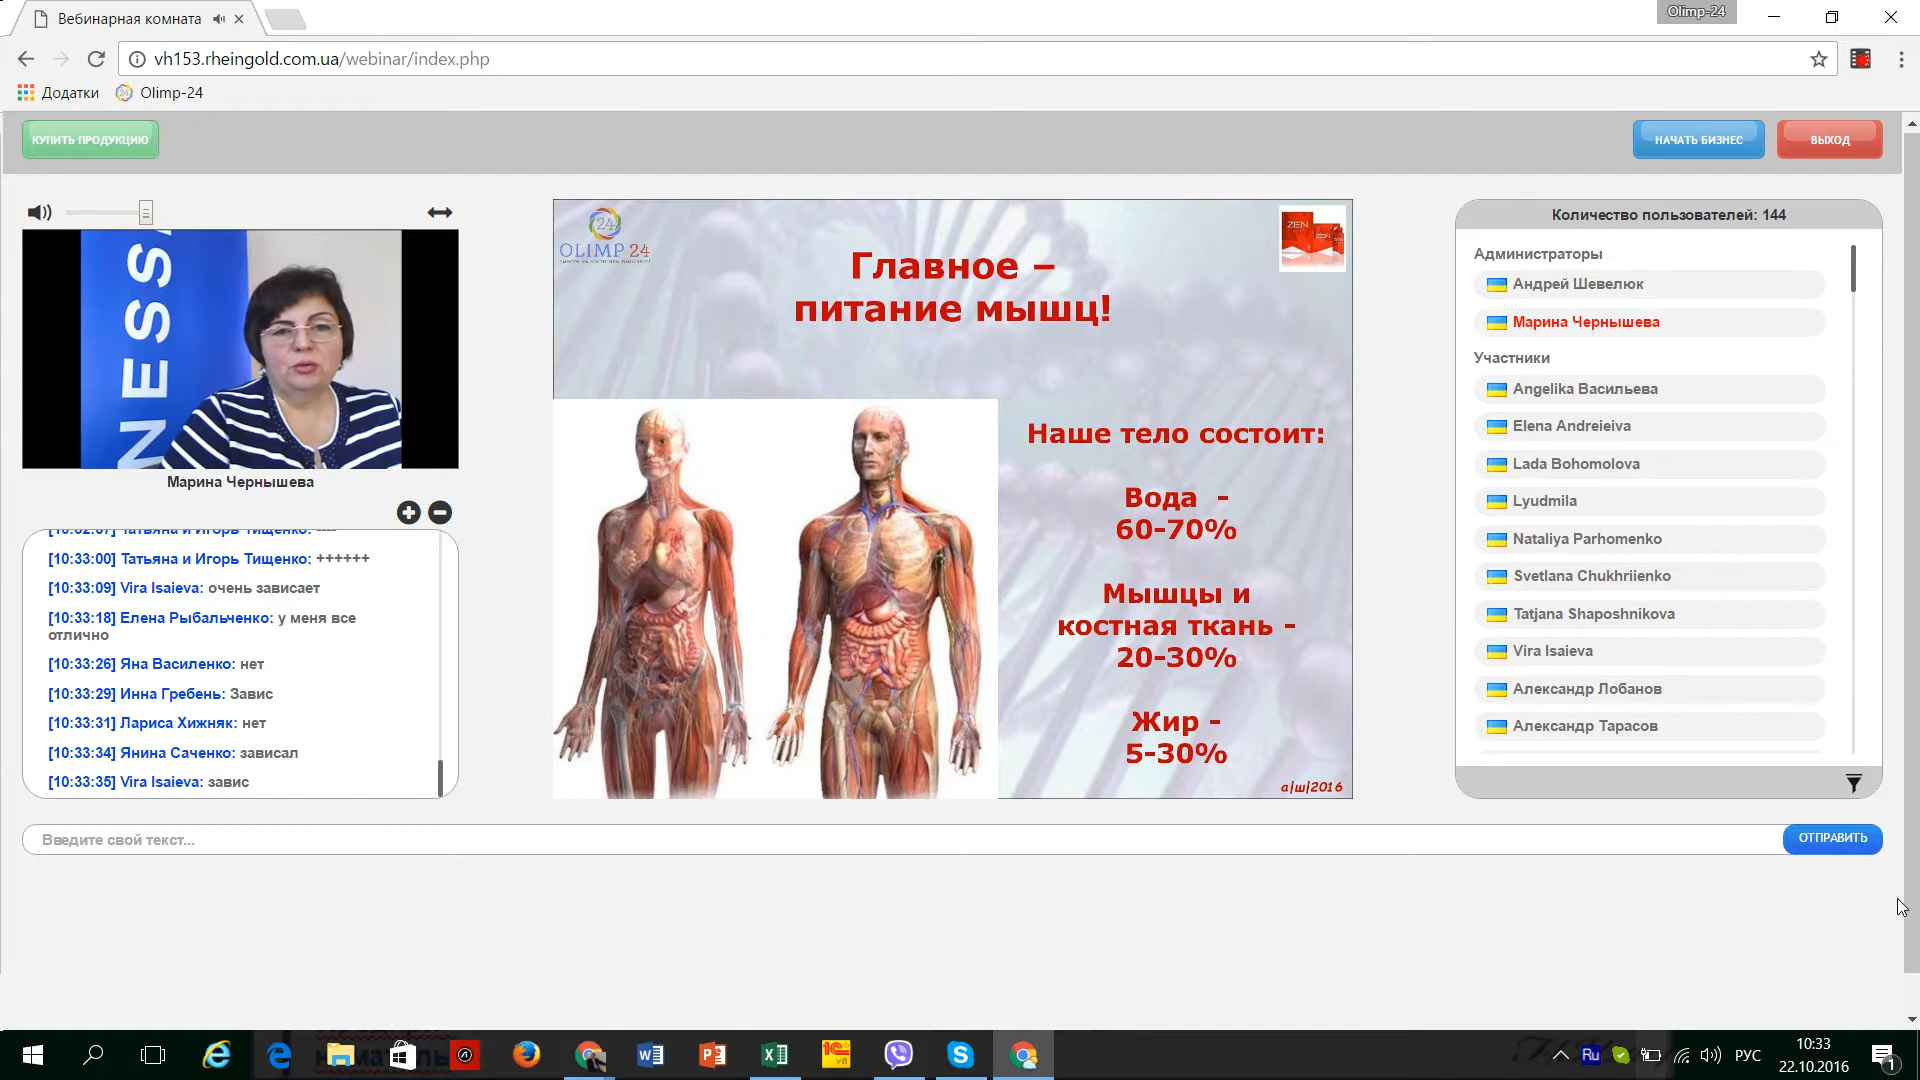 Вебинарная комната
Olimp-24
vh153.rheingold.com.ua/webinar/index.php
Додатки
Olimp-24
КУПИТЬ ПРОДУКЦИЮ
НАЧАТЬ БИЗНЕС
ВЫХОД
NESS
Марина Чернышева
[10:33:00] Татьяна и Игорь Тищенко: ++++++
[10:33:09] Vira Isaieva: очень зависает
[10:33:18] Елена Рыбальченко: у меня все
отлично
[10:33:26] Яна Василенко: нет
[10:33:29] Инна Гребень: Завис
[10:33:31] Лариса Хижняк: нет
[10:33:34] Янина Саченко: зависал
[10:33:35] Vira Isaieva: завис
24
OLIMP 24
ZEN
ZEN
Главное –
питание мышц!
Наше тело состоит:
Вода -
60-70%
Мышцы и
костная ткань -
20-30%
Жир -
5-30%
а|ш|2016
Количество пользователей: 144
Администраторы
Андрей Шевелюк
Марина Чернышева
Участники
Angelika Васильева
Elena Andreieiva
Lada Bohomolova
Lyudmila
Nataliya Parhomenko
Svetlana Chukhriienko
Tatjana Shaposhnikova
Vira Isaieva
Александр Лобанов
Александр Тарасов
Введите свой текст...
ОТПРАВИТЬ
Ru
РУС
10:33
22.10.2016
1